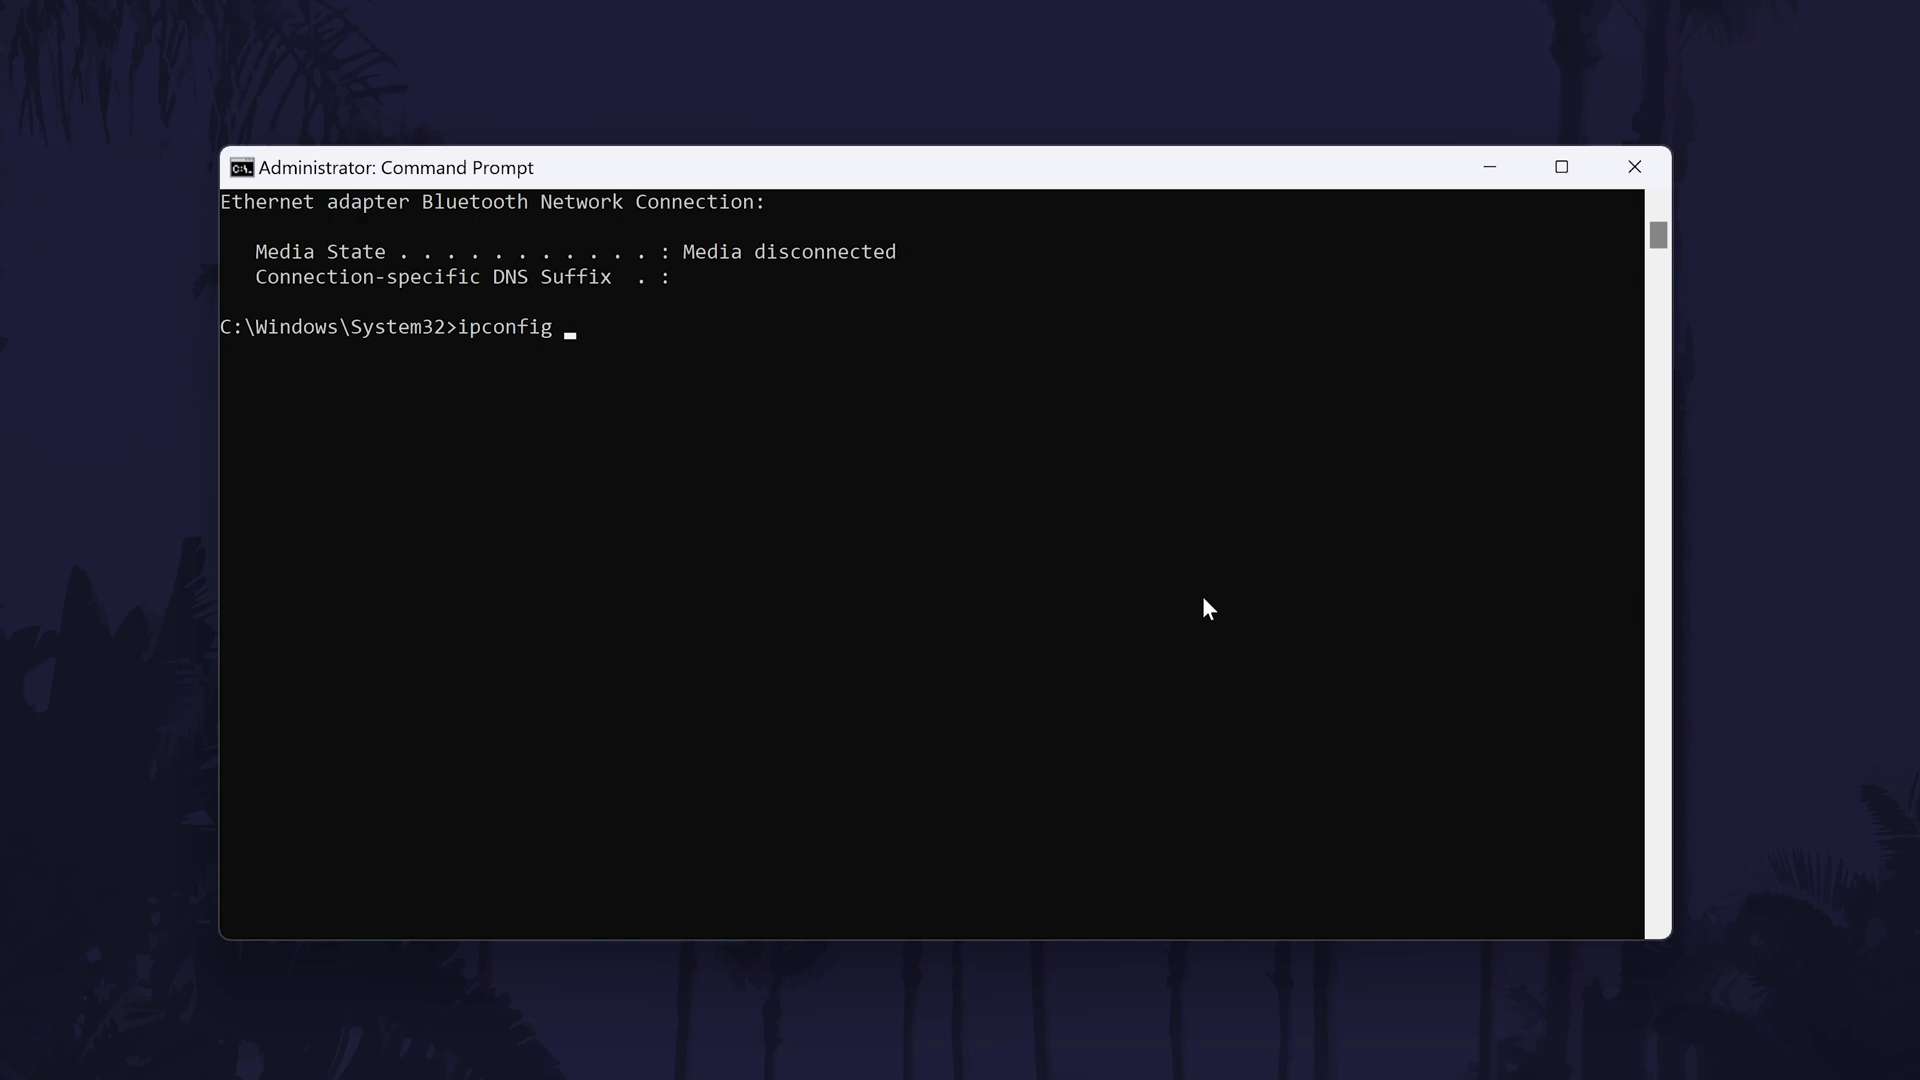 Administrator: Command Prompt
Ethernet adapter Bluetooth Network Connection:
Media State . . . . . . . . . . . : Media disconnected
Connection-specific DNS Suffix  . :
C:\Windows\System32>ipconfig